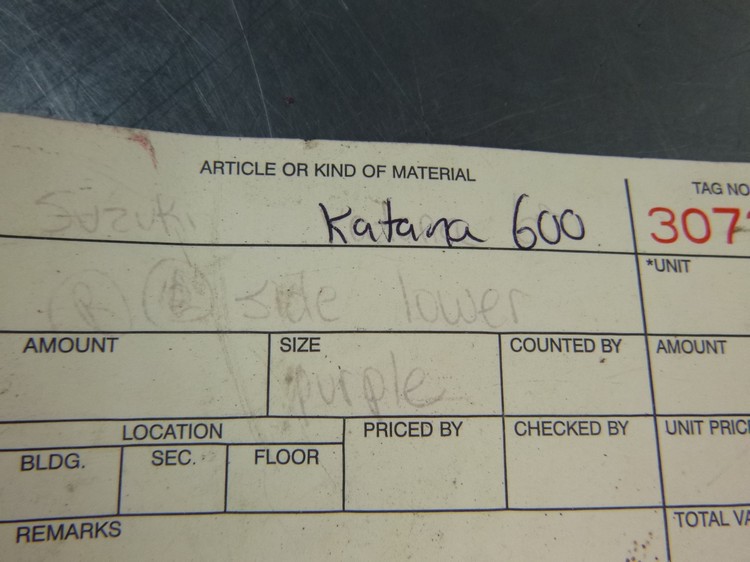 ARTICLE OR KIND OF MATERIAL
TAG NO
Suzuki Katana 600 307
*UNIT
side lower
AMOUNT SIZE COUNTED BY AMOUNT
purple
LOCATION PRICED BY CHECKED BY UNIT PRIC
BLDG. SEC. FLOOR
REMARKS TOTAL VA